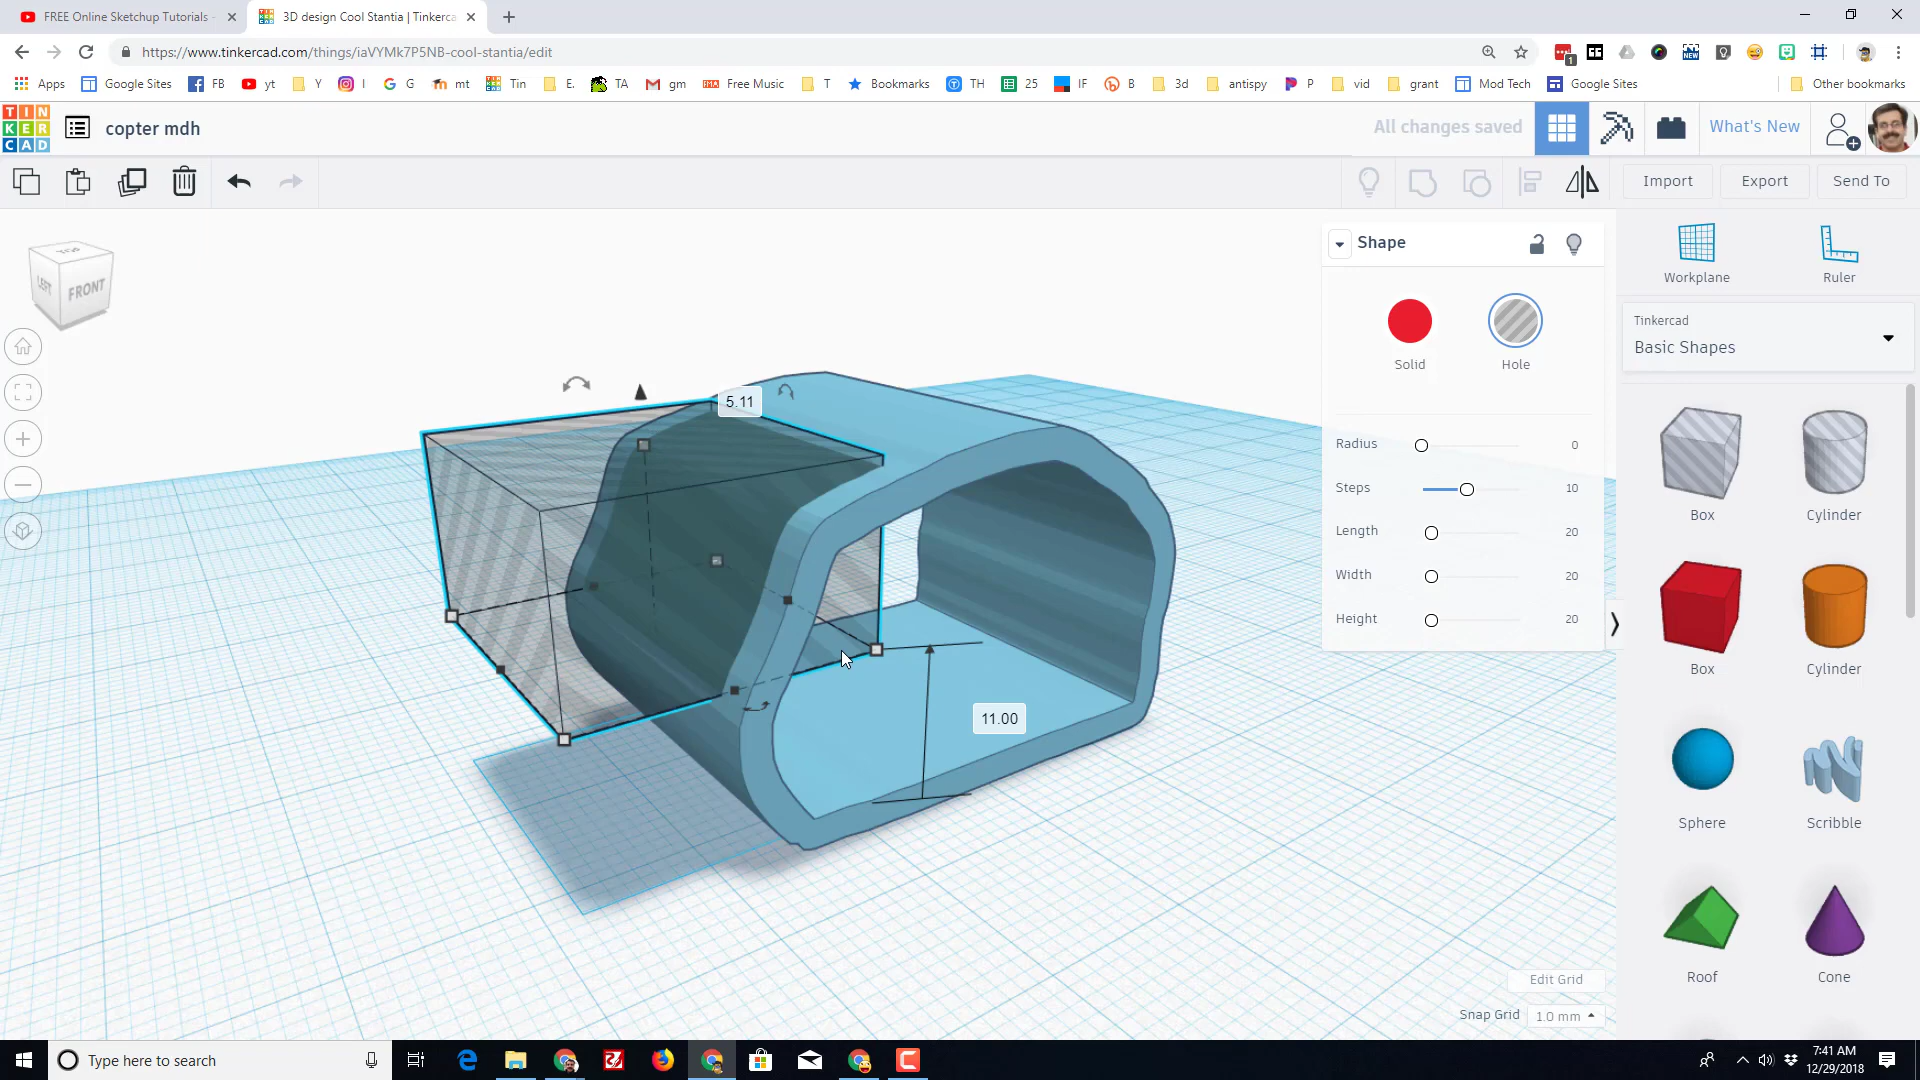 FREE Online Sketchup Tutorials -
3D design Cool Stantia | Tinkerca
https://www.tinkercad.com/things/iaVYMk7P5NB-cool-stantia/edit
Apps Google Sites FB yt Y I G mt Tin E. TA gm Free Music T Bookmarks TH 25 IF B 3d antispy P vid grant Mod Tech Google Sites Other bookmarks
TIN
KER
CAD
copter mdh
All changes saved
What's New
Import
Export
Send To
TOP
LEFT
FRONT
5.11
11.00
Shape
Solid
Hole
Radius 0
Steps 10
Length 20
Width 20
Height 20
Workplane
Ruler
Tinkercad
Basic Shapes
Box
Cylinder
Box
Cylinder
Sphere
Scribble
Roof
Cone
Edit Grid
Snap Grid 1.0 mm
Type here to search
7:41 AM
12/29/2018